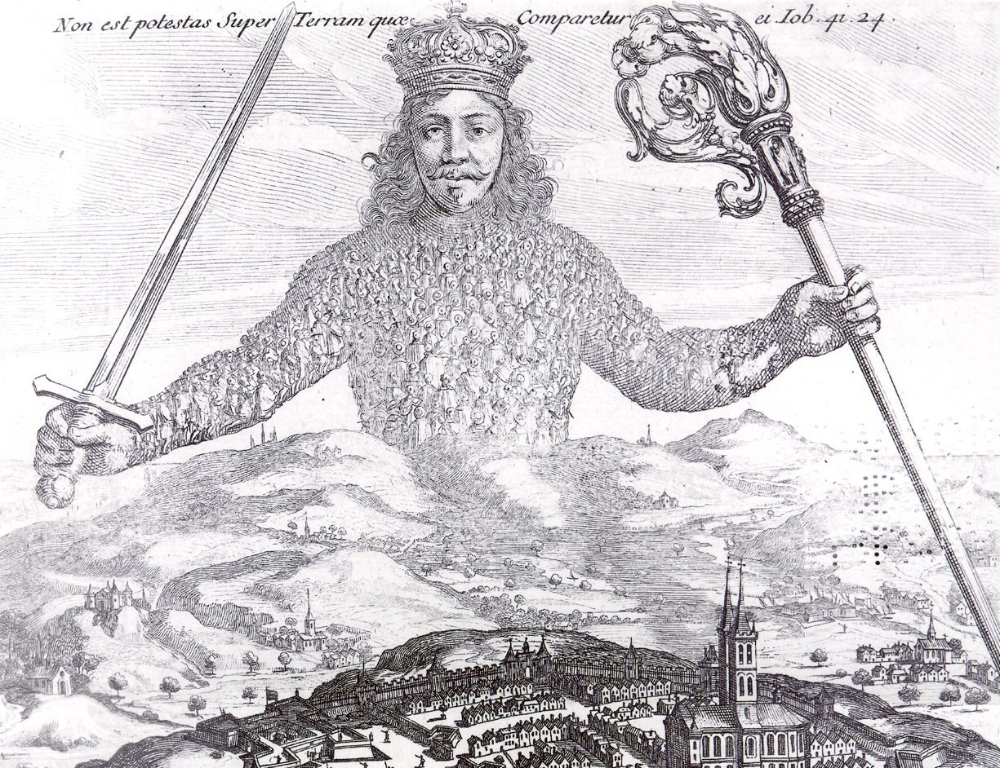 Non est potestas Super Terram quæ Comparetur ei Iob. 41. 24.